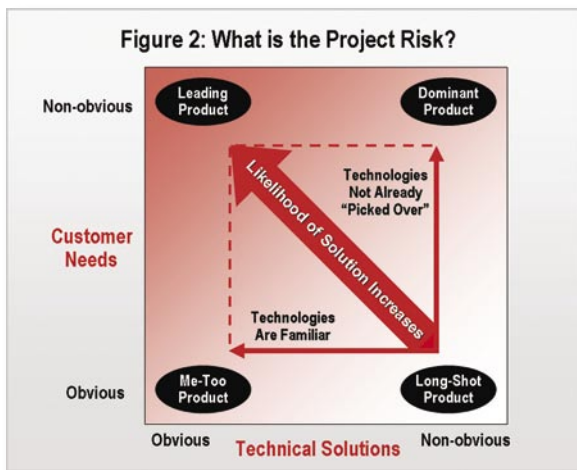 Figure 2: What is the Project Risk?
Non-obvious
Leading
Product
Dominant
Product
Technologies
Not Already
"Picked Over"
Likelihood of Solution Increases
Customer
Needs
Technologies
Are Familiar
Obvious
Me-Too
Product
Long-Shot
Product
Obvious
Technical Solutions
Non-obvious